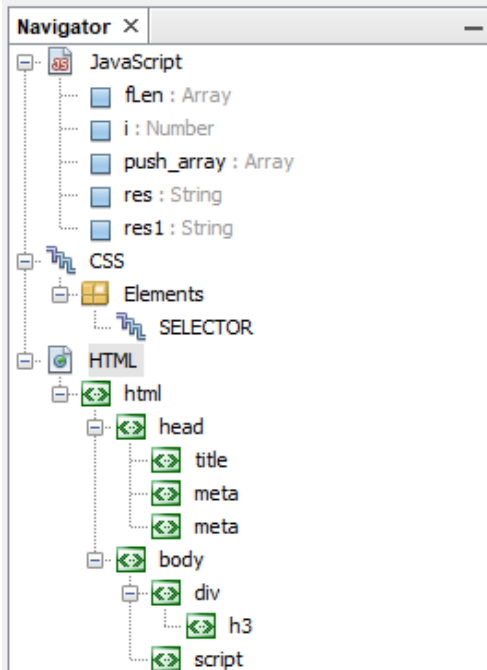 Navigator ×
JavaScript
fLen : Array
i : Number
push_array : Array
res : String
res1 : String
CSS
Elements
SELECTOR
HTML
html
head
title
meta
meta
body
div
h3
script